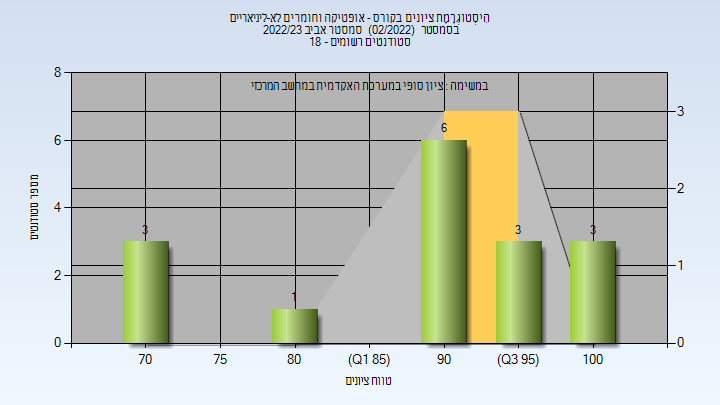 הִיסְטוגְרָמַת ציונים בקורס - אופטיקה וחומרים לא-ליניאריים
בסמסטר (02/2022) סמסטר אביב 2022/23
סטודנטים רשומים - 18
במשימה : ציון סופי במערכת האקדמית במחשב המרכזי
מספר סטודנטים
8
6
4
2
0
3
2
1
0
3
1
6
3
3
70
75
80
(Q1 85)
90
(Q3 95)
100
טווח ציונים